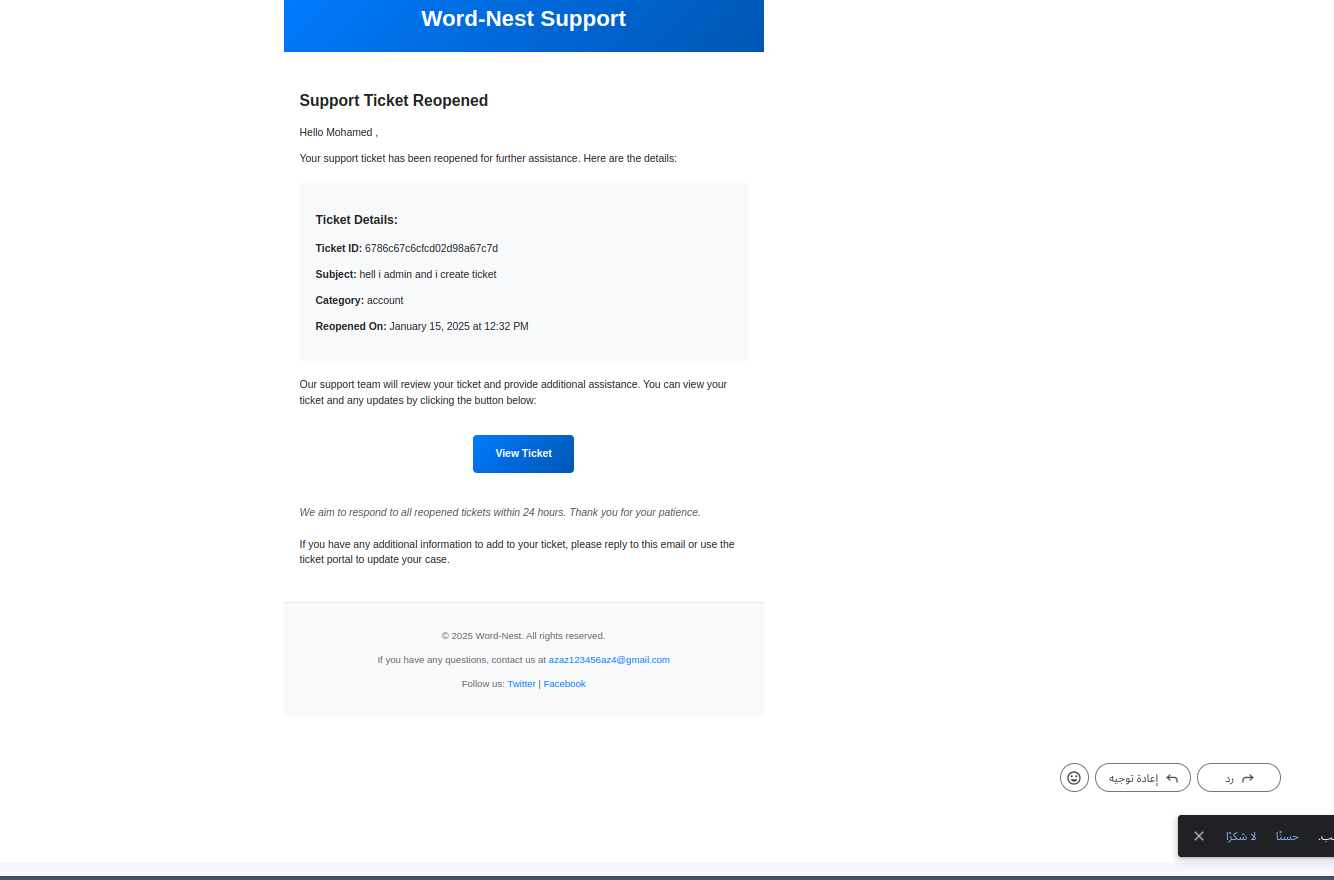 Word-Nest Support
Support Ticket Reopened
Hello Mohamed ,
Your support ticket has been reopened for further assistance. Here are the details:
Ticket Details:
Ticket ID: 6786c67c6cfcd02d98a67c7d
Subject: hell i admin and i create ticket
Category: account
Reopened On: January 15, 2025 at 12:32 PM
Our support team will review your ticket and provide additional assistance. You can view your
ticket and any updates by clicking the button below:
View Ticket
We aim to respond to all reopened tickets within 24 hours. Thank you for your patience.
If you have any additional information to add to your ticket, please reply to this email or use the
ticket portal to update your case.
© 2025 Word-Nest. All rights reserved.
If you have any questions, contact us at azaz123456az4@gmail.com
Follow us: Twitter | Facebook
رد
إعادة توجيه
حسنًا
لا شكرًا